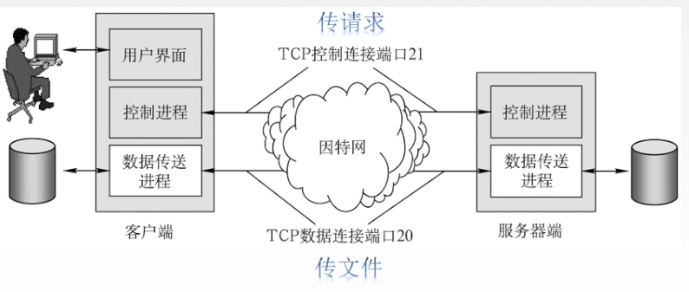 传请求
TCP控制连接端口21
用户界面
控制进程
控制进程
因特网
数据传送
进程
数据传送
进程
客户端
服务器端
TCP数据连接端口20
传文件